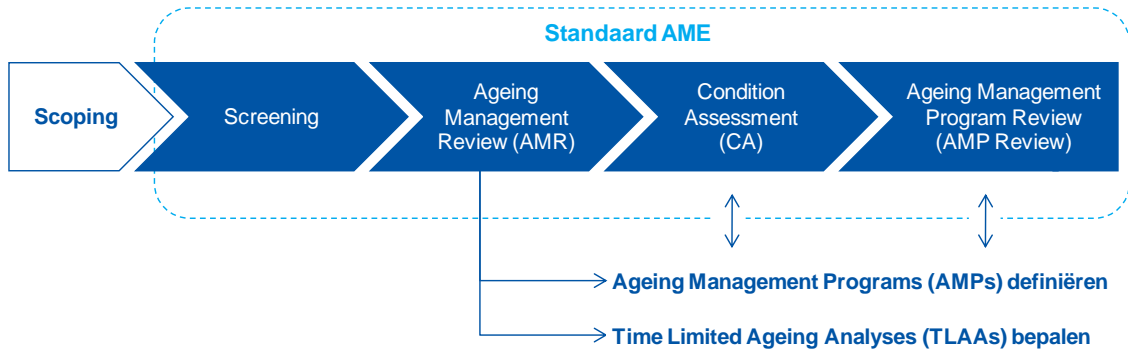 Standaard AME
Scoping
Screening
Ageing
Management
Review (AMR)
Condition
Assessment
(CA)
Ageing Management
Program Review
(AMP Review)
Ageing Management Programs (AMPs) definiëren
Time Limited Ageing Analyses (TLAAs) bepalen